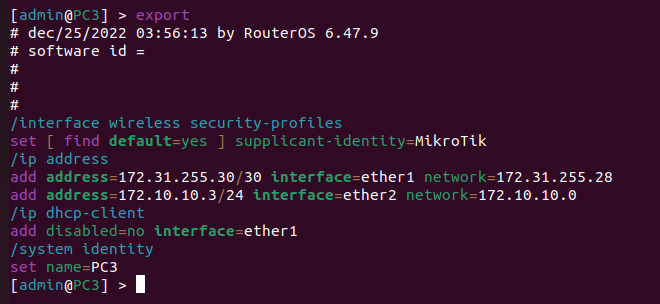 [admin@PC3] > export
# dec/25/2022 03:56:13 by RouterOS 6.47.9
# software id =
#
#
#
/interface wireless security-profiles
set [ find default=yes ] supplicant-identity=MikroTik
/ip address
add address=172.31.255.30/30 interface=ether1 network=172.31.255.28
add address=172.10.10.3/24 interface=ether2 network=172.10.10.0
/ip dhcp-client
add disabled=no interface=ether1
/system identity
set name=PC3
[admin@PC3] >